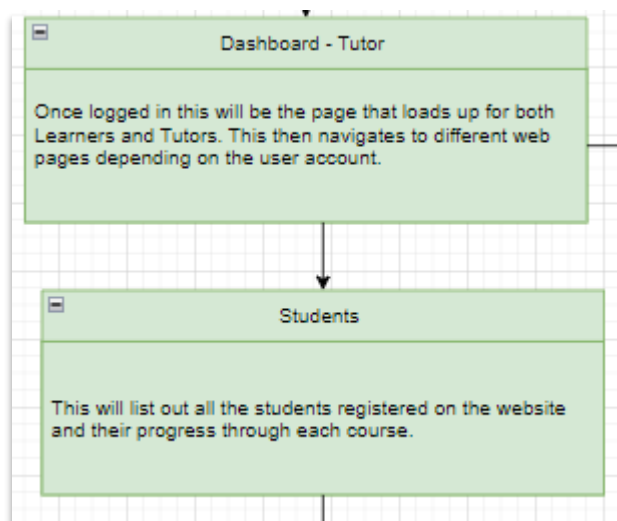 Dashboard - Tutor
Once logged in this will be the page that loads up for both
Learners and Tutors. This then navigates to different web
pages depending on the user account.
Students
This will list out all the students registered on the website
and their progress through each course.